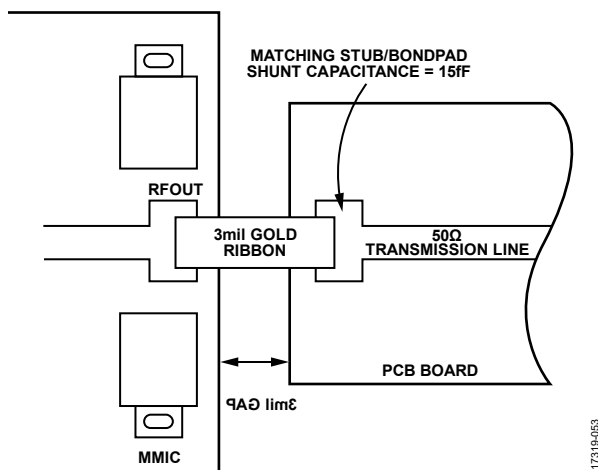 MATCHING STUB/BONDPAD
SHUNT CAPACITANCE = 15fF
RFOUT
3mil GOLD
RIBBON
50Ω
TRANSMISSION LINE
3mil GAP
PCB BOARD
MMIC
17319-053